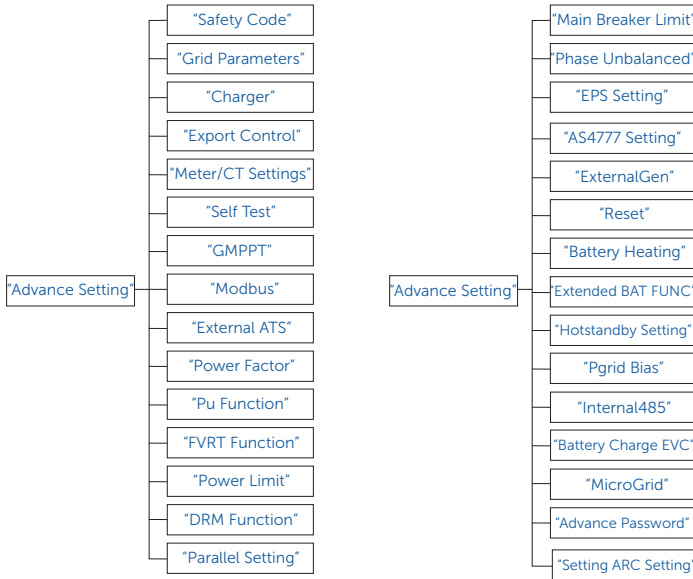 “Safety Code”
“Grid Parameters”
“Charger”
“Export Control”
“Meter/CT Settings”
“Self Test”
“GMPPT”
“Advance Setting”
“Modbus”
“External ATS”
“Power Factor”
“Pu Function”
“FVRT Function”
“Power Limit”
“DRM Function”
“Parallel Setting”
“Main Breaker Limit”
“Phase Unbalanced”
“EPS Setting”
“AS4777 Setting”
“ExternalGen”
“Reset”
“Battery Heating”
“Advance Setting”
“Extended BAT FUNC”
“Hotstandby Setting”
“Pgrid Bias”
“Internal485”
“Battery Charge EVC”
“MicroGrid”
“Advance Password”
“Setting ARC Setting”